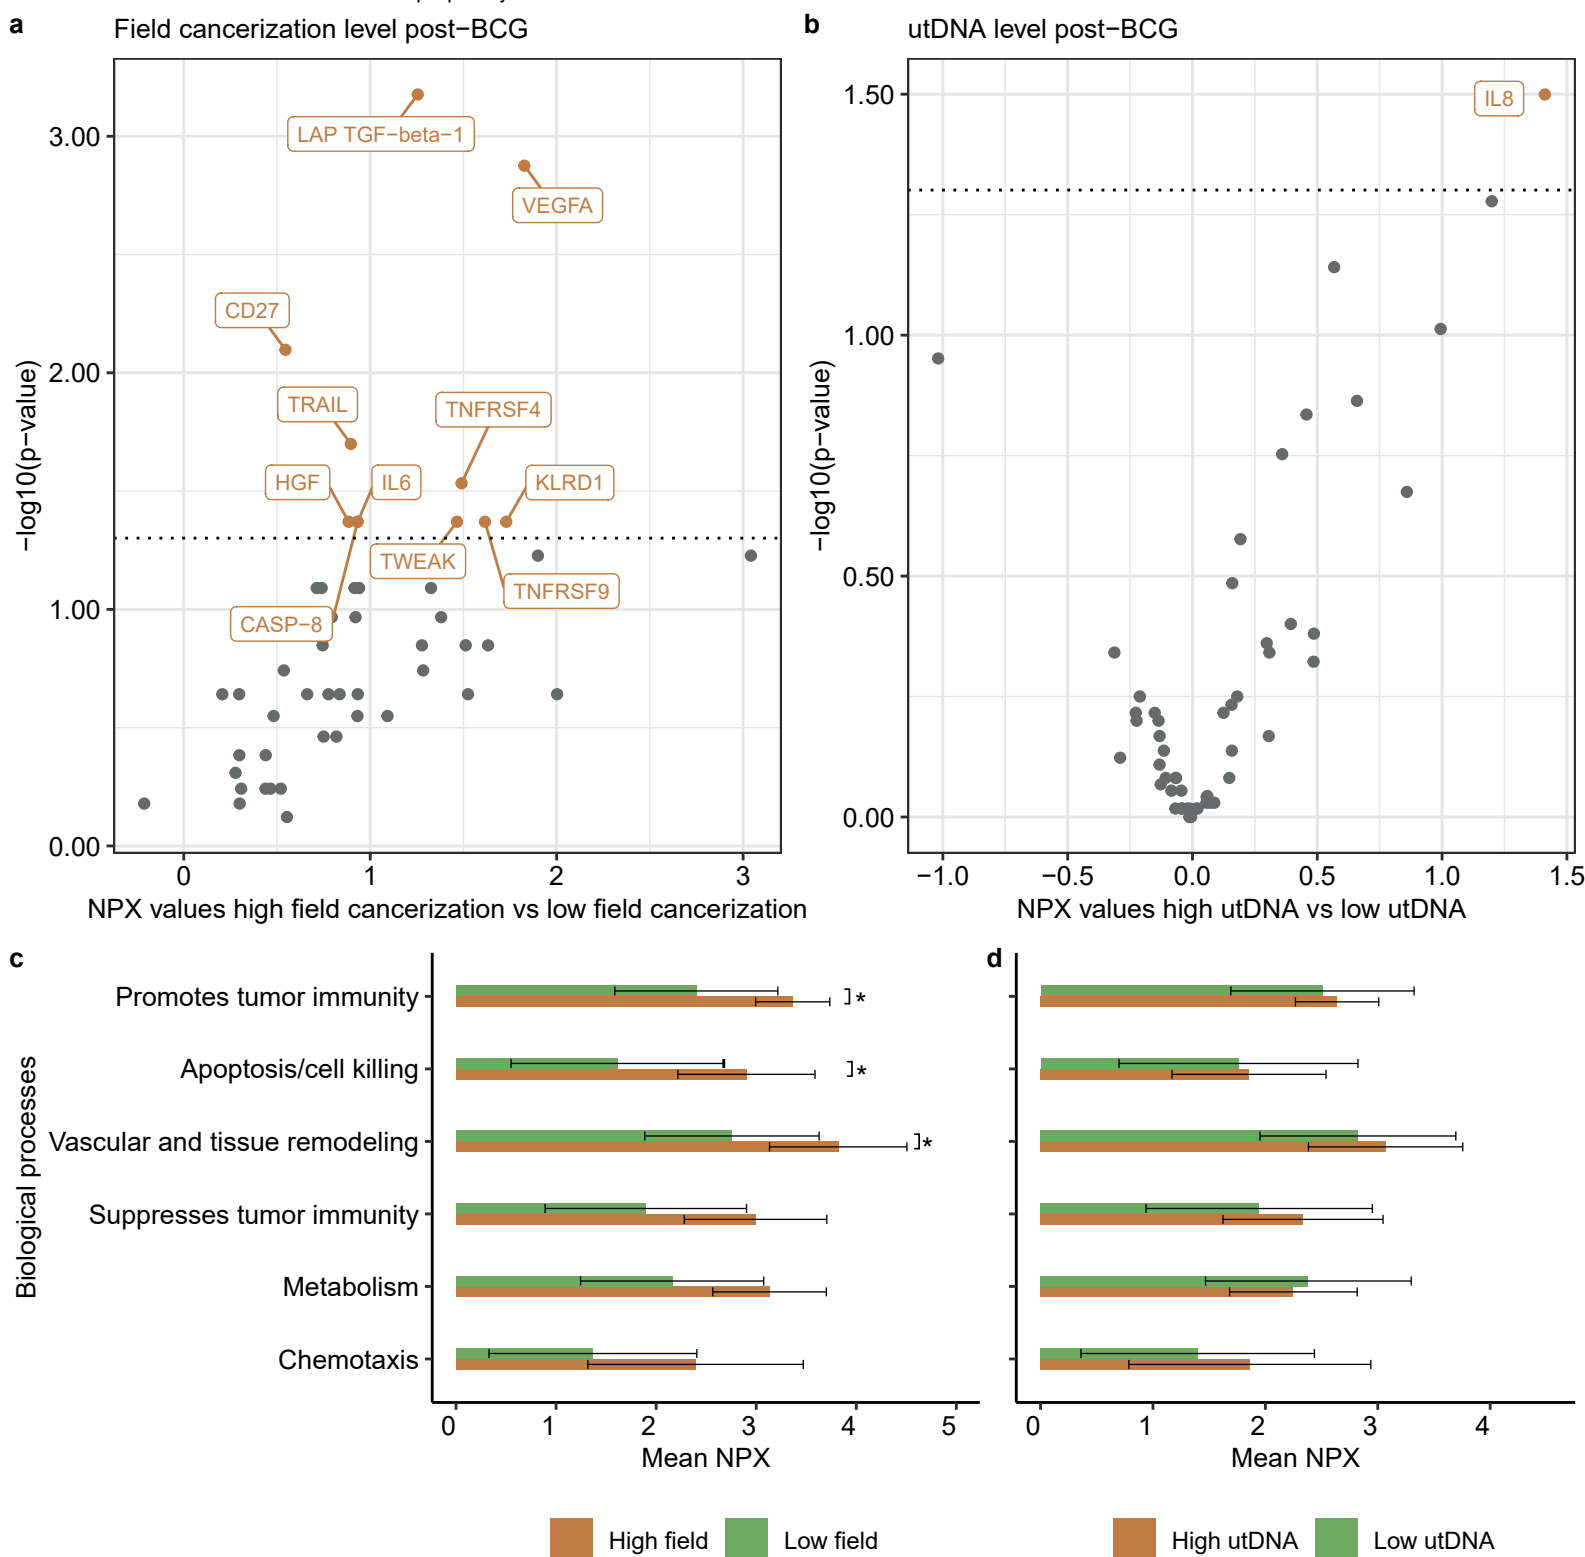 a
Field cancerization level post−BCG
−log10(p−value)
3.00
2.00
1.00
0.00
LAP TGF−beta−1
VEGFA
CD27
TRAIL
TNFRSF4
HGF
IL6
KLRD1
TWEAK
TNFRSF9
CASP−8
0 1 2 3
NPX values high field cancerization vs low field cancerization
b
utDNA level post−BCG
−log10(p−value)
1.50
1.00
0.50
0.00
IL8
−1.0 −0.5 0.0 0.5 1.0 1.5
NPX values high utDNA vs low utDNA
c
Biological processes
Promotes tumor immunity
*
Apoptosis/cell killing
*
Vascular and tissue remodeling
*
Suppresses tumor immunity
Metabolism
Chemotaxis
0 1 2 3 4 5
Mean NPX
High field
Low field
d
0 1 2 3 4
Mean NPX
High utDNA
Low utDNA